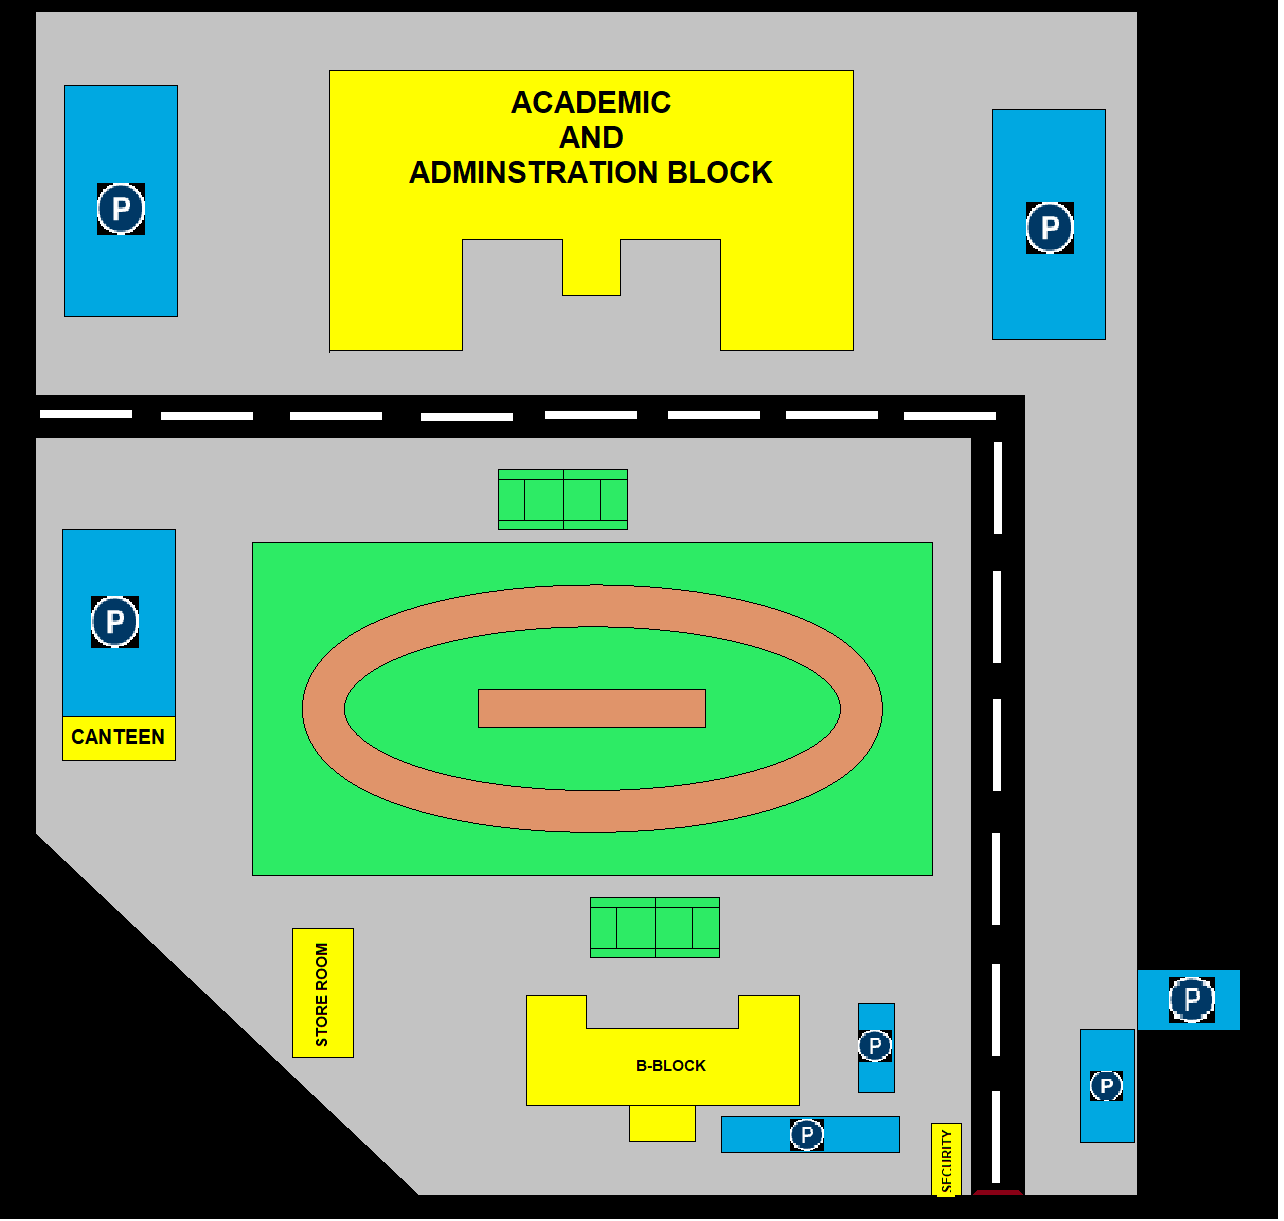 ACADEMIC
AND
ADMINSTRATION BLOCK
P
P
P
CANTEEN
P
STORE ROOM
P
B-BLOCK
P
P
SECURITY